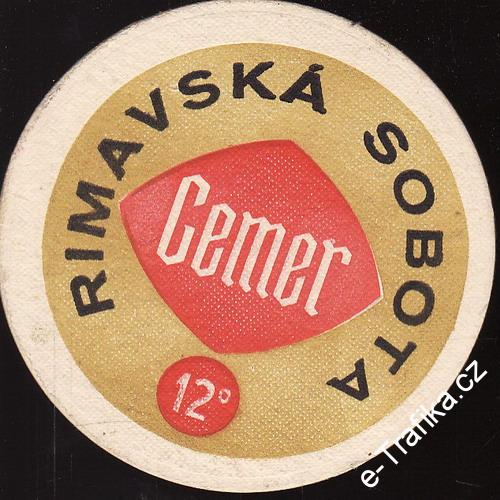 RIMAVSKÁ SOBOTA
Gemer
12°
e-Trafika.cz